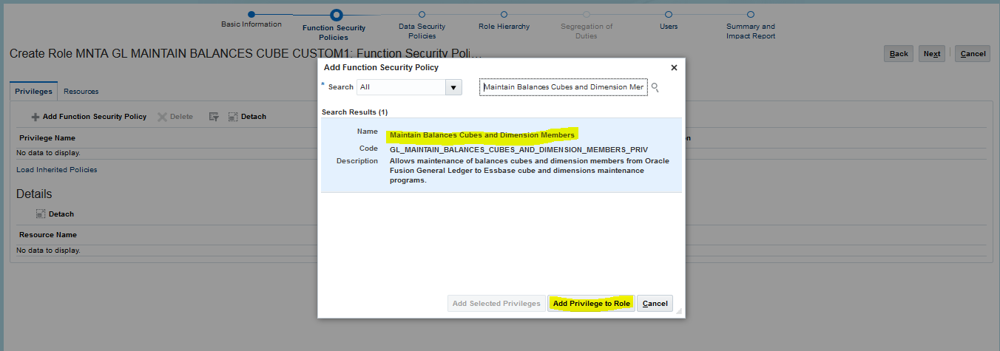 Basic Information
Function Security
Policies
Data Security
Policies
Role Hierarchy
Segregation of
Duties
Users
Summary and
Impact Report
Create Role MNTA GL MAINTAIN BALANCES CUBE CUSTOM1: Function Security Poli...
Back Next Cancel
Add Function Security Policy
* Search All Maintain Balances Cubes and Dimension Mer
Privileges Resources
Search Results (1)
Add Function Security Policy Delete Detach
Name Maintain Balances Cubes and Dimension Members
Privilege Name
Code GL_MAINTAIN_BALANCES_CUBES_AND_DIMENSION_MEMBERS_PRIV
No data to display.
Description Allows maintenance of balances cubes and dimension members from Oracle
Fusion General Ledger to Essbase cube and dimensions maintenance
programs.
Load Inherited Policies
Details
Detach
Resource Name
No data to display.
Add Selected Privileges Add Privilege to Role Cancel